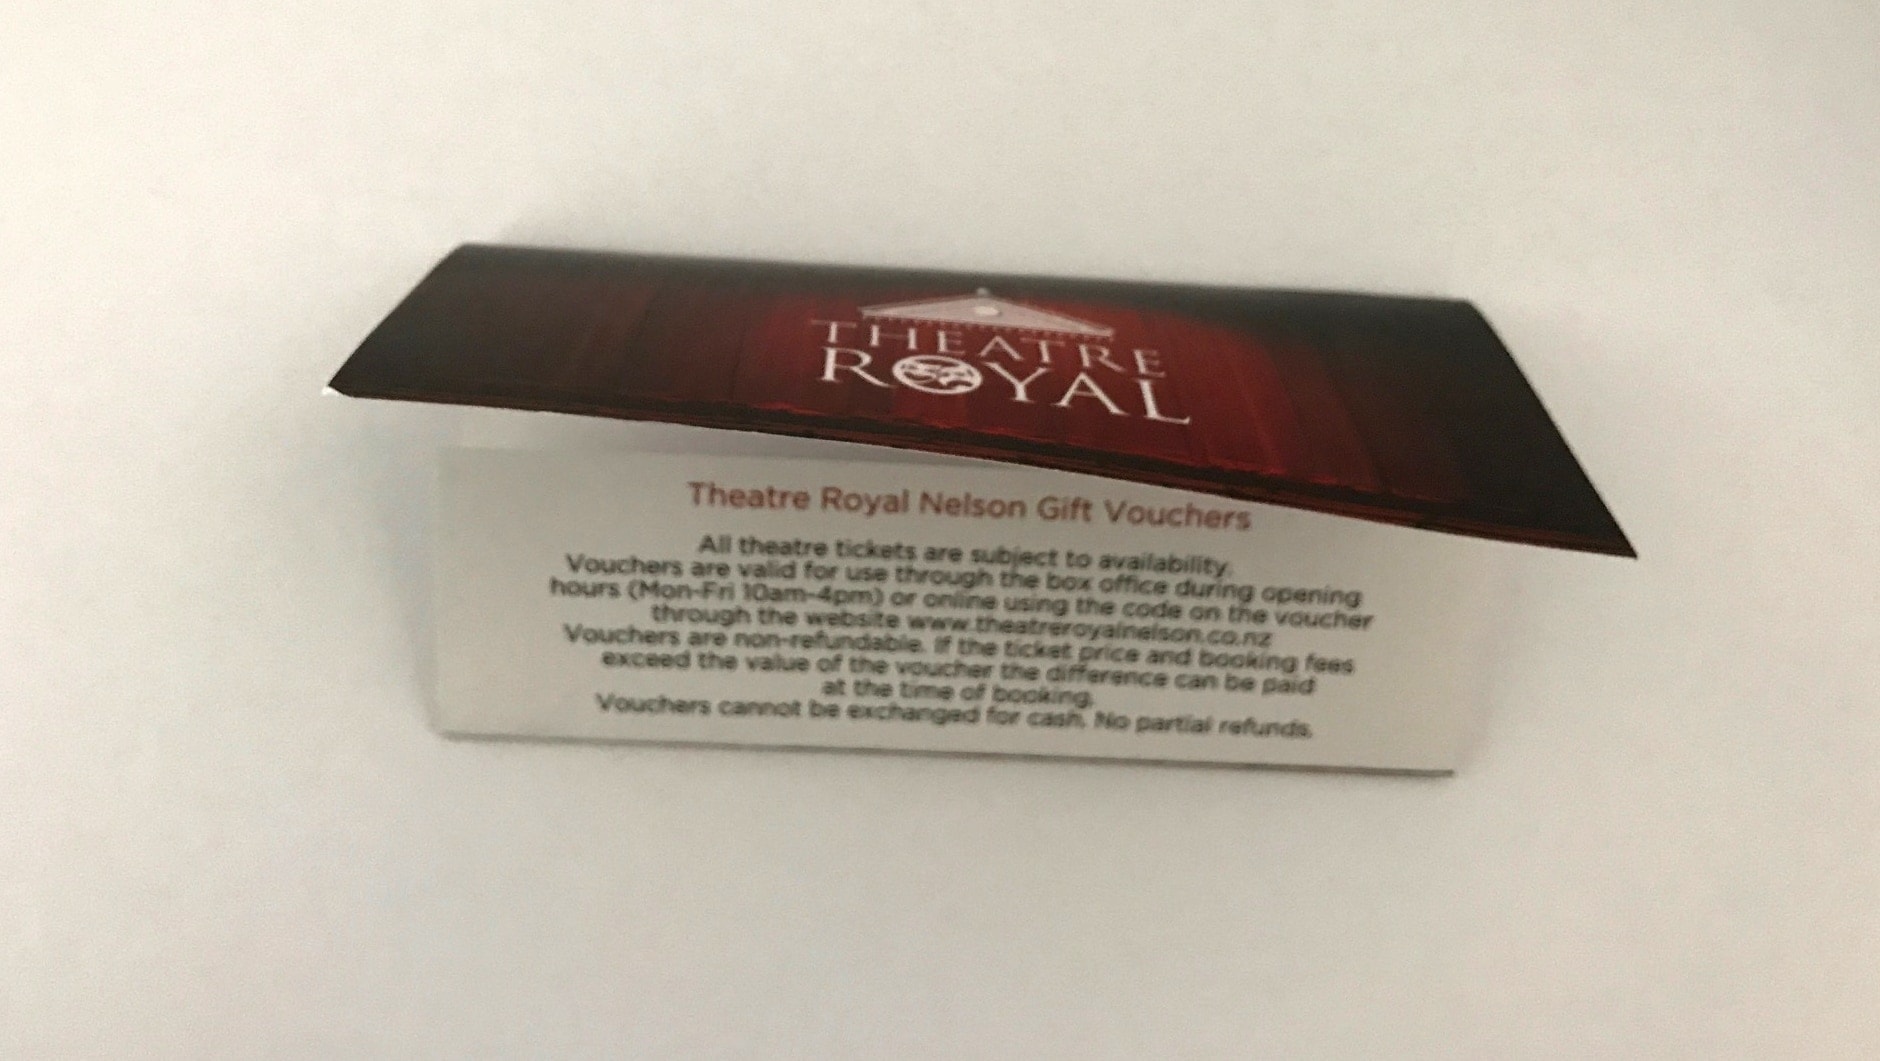 THEATRE
ROYAL
Theatre Royal Nelson Gift Vouchers
All theatre tickets are subject to availability.
Vouchers are valid for use through the box office during opening
hours (Mon-Fri 10am-4pm) or online using the code on the voucher
through the website www.theatreroyalnelson.co.nz
Vouchers are non-refundable. If the ticket price and booking fees
exceed the value of the voucher the difference can be paid
at the time of booking.
Vouchers cannot be exchanged for cash. No partial refunds.